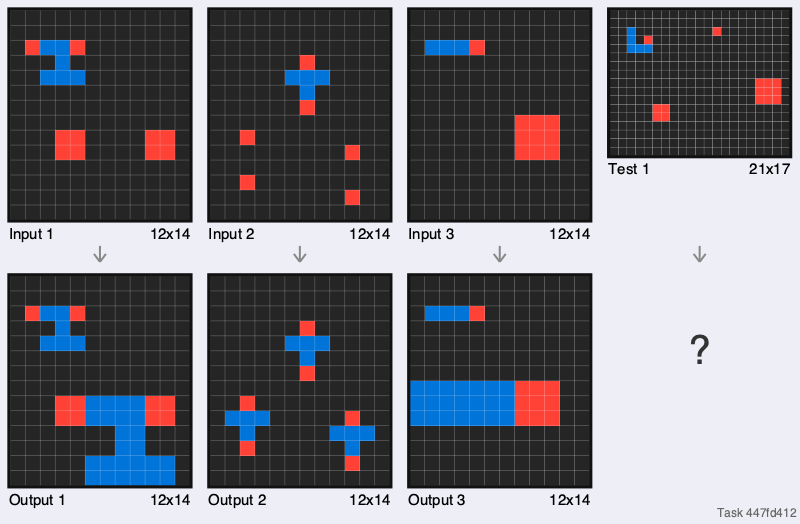 Input 1 12x14
Input 2 12x14
Input 3 12x14
Test 1 21x17
?
Output 1 12x14
Output 2 12x14
Output 3 12x14
Task 447fd412